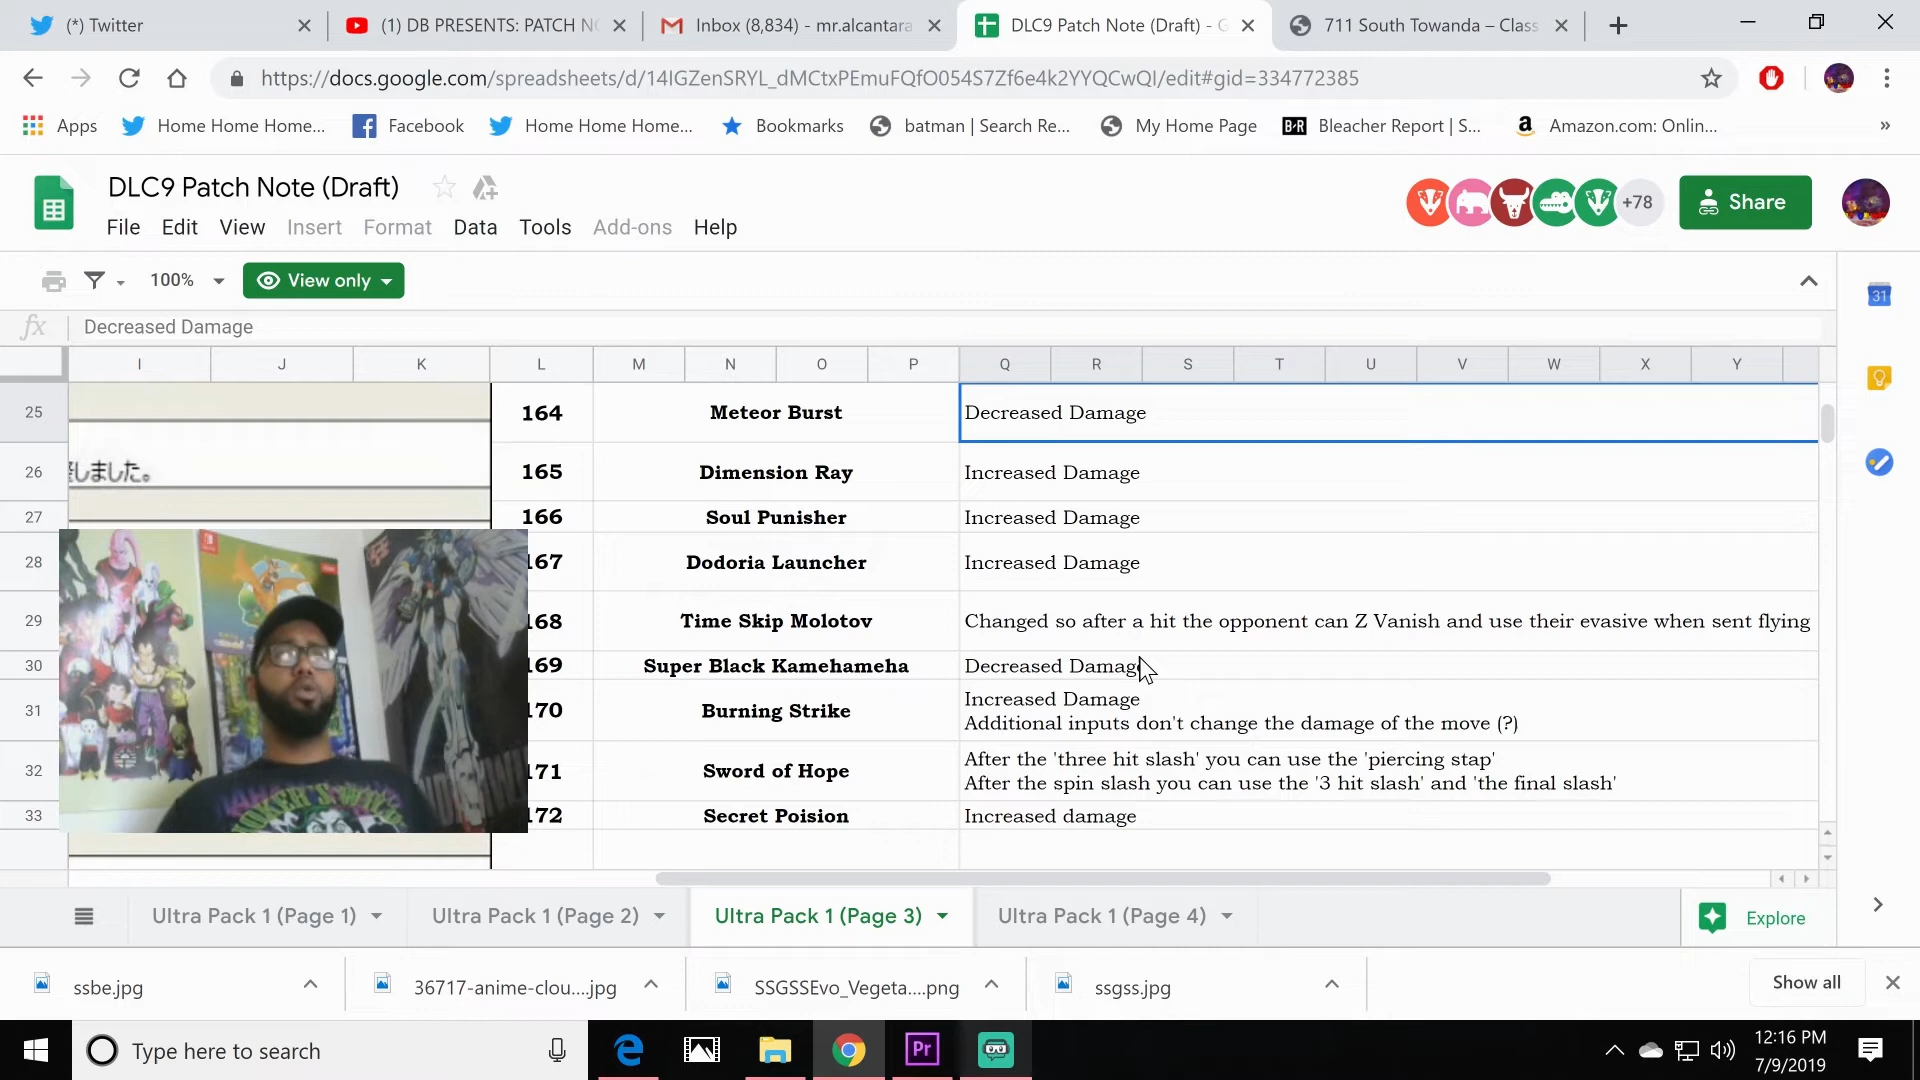 (*) Twitter
(1) DB PRESENTS: PATCH N
Inbox (8,834) - mr.alcantara
DLC9 Patch Note (Draft) - G
711 South Towanda – Class
https://docs.google.com/spreadsheets/d/14IGZenSRYL_dMCtxPEmuFQfO054S7Zf6e4k2YYQCwQI/edit#gid=334772385
Apps
Home Home Home...
Facebook
Home Home Home...
Bookmarks
batman | Search Re...
My Home Page
B/R
Bleacher Report | S...
Amazon.com: Onlin...
»
DLC9 Patch Note (Draft)
+78
Share
File Edit View Insert Format Data Tools Add-ons Help
100%
View only
31
fx
Decreased Damage
I J K L M N O P Q R S T U V W X Y
25 164 Meteor Burst Decreased Damage
26 しました。 165 Dimension Ray Increased Damage
27 166 Soul Punisher Increased Damage
28 167 Dodoria Launcher Increased Damage
29 168 Time Skip Molotov Changed so after a hit the opponent can Z Vanish and use their evasive when sent flying
30 169 Super Black Kamehameha Decreased Damage
31 170 Burning Strike Increased Damage
Additional inputs don't change the damage of the move (?)
32 171 Sword of Hope After the 'three hit slash' you can use the 'piercing stap'
After the spin slash you can use the '3 hit slash' and 'the final slash'
33 172 Secret Poision Increased damage
Ultra Pack 1 (Page 1)
Ultra Pack 1 (Page 2)
Ultra Pack 1 (Page 3)
Ultra Pack 1 (Page 4)
Explore
ssbe.jpg
36717-anime-clou....jpg
SSGSSEvo_Vegeta....png
ssgss.jpg
Show all
Type here to search
Pr
12:16 PM
7/9/2019